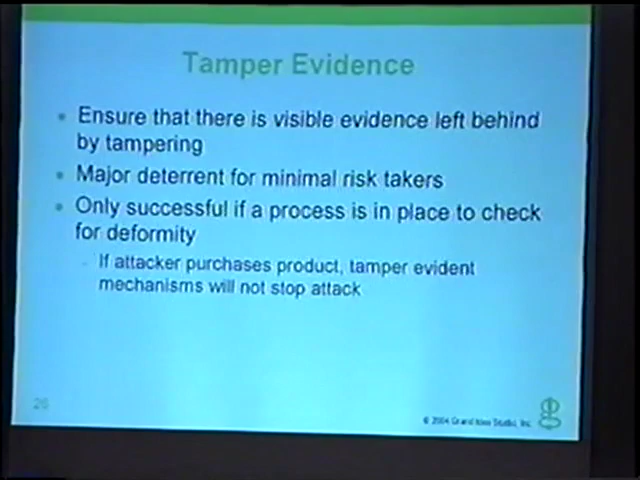 Tamper Evidence
Ensure that there is visible evidence left behind
by tampering
Major deterrent for minimal risk takers
Only successful if a process is in place to check
for deformity
If attacker purchases product, tamper evident
mechanisms will not stop attack
26
© 2004 Grand Idea Studio, Inc.